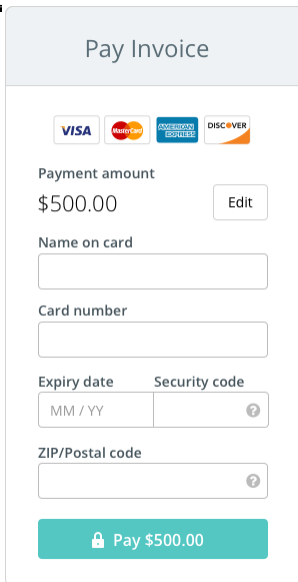 Pay Invoice
VISA MasterCard AMERICAN EXPRESS DISCOVER
Payment amount
$500.00 Edit
Name on card
Card number
Expiry date Security code
MM / YY ?
ZIP/Postal code
?
Pay $500.00